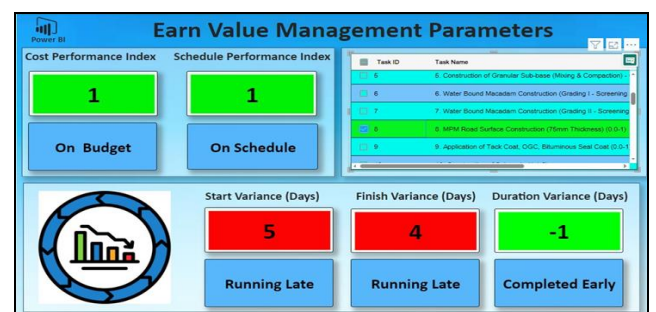 Power BI
Earn Value Management Parameters
Cost Performance Index
Schedule Performance Index
1
1
On Budget
On Schedule
Task ID Task Name
6 6. Construction of Granular Sub-base (Mixing & Compaction) -
6 6. Water Bound Macadam Construction (Grading I - Screening
7 7. Water Bound Macadam Construction (Grading II - Screening
8 8. MPM Road Surface Construction (75mm Thickness) (0.0-1)
9 9. Application of Tack Coat, OGC, Bituminous Seal Coat (0.0-1
Start Variance (Days)
Finish Variance (Days)
Duration Variance (Days)
5
4
-1
Running Late
Running Late
Completed Early